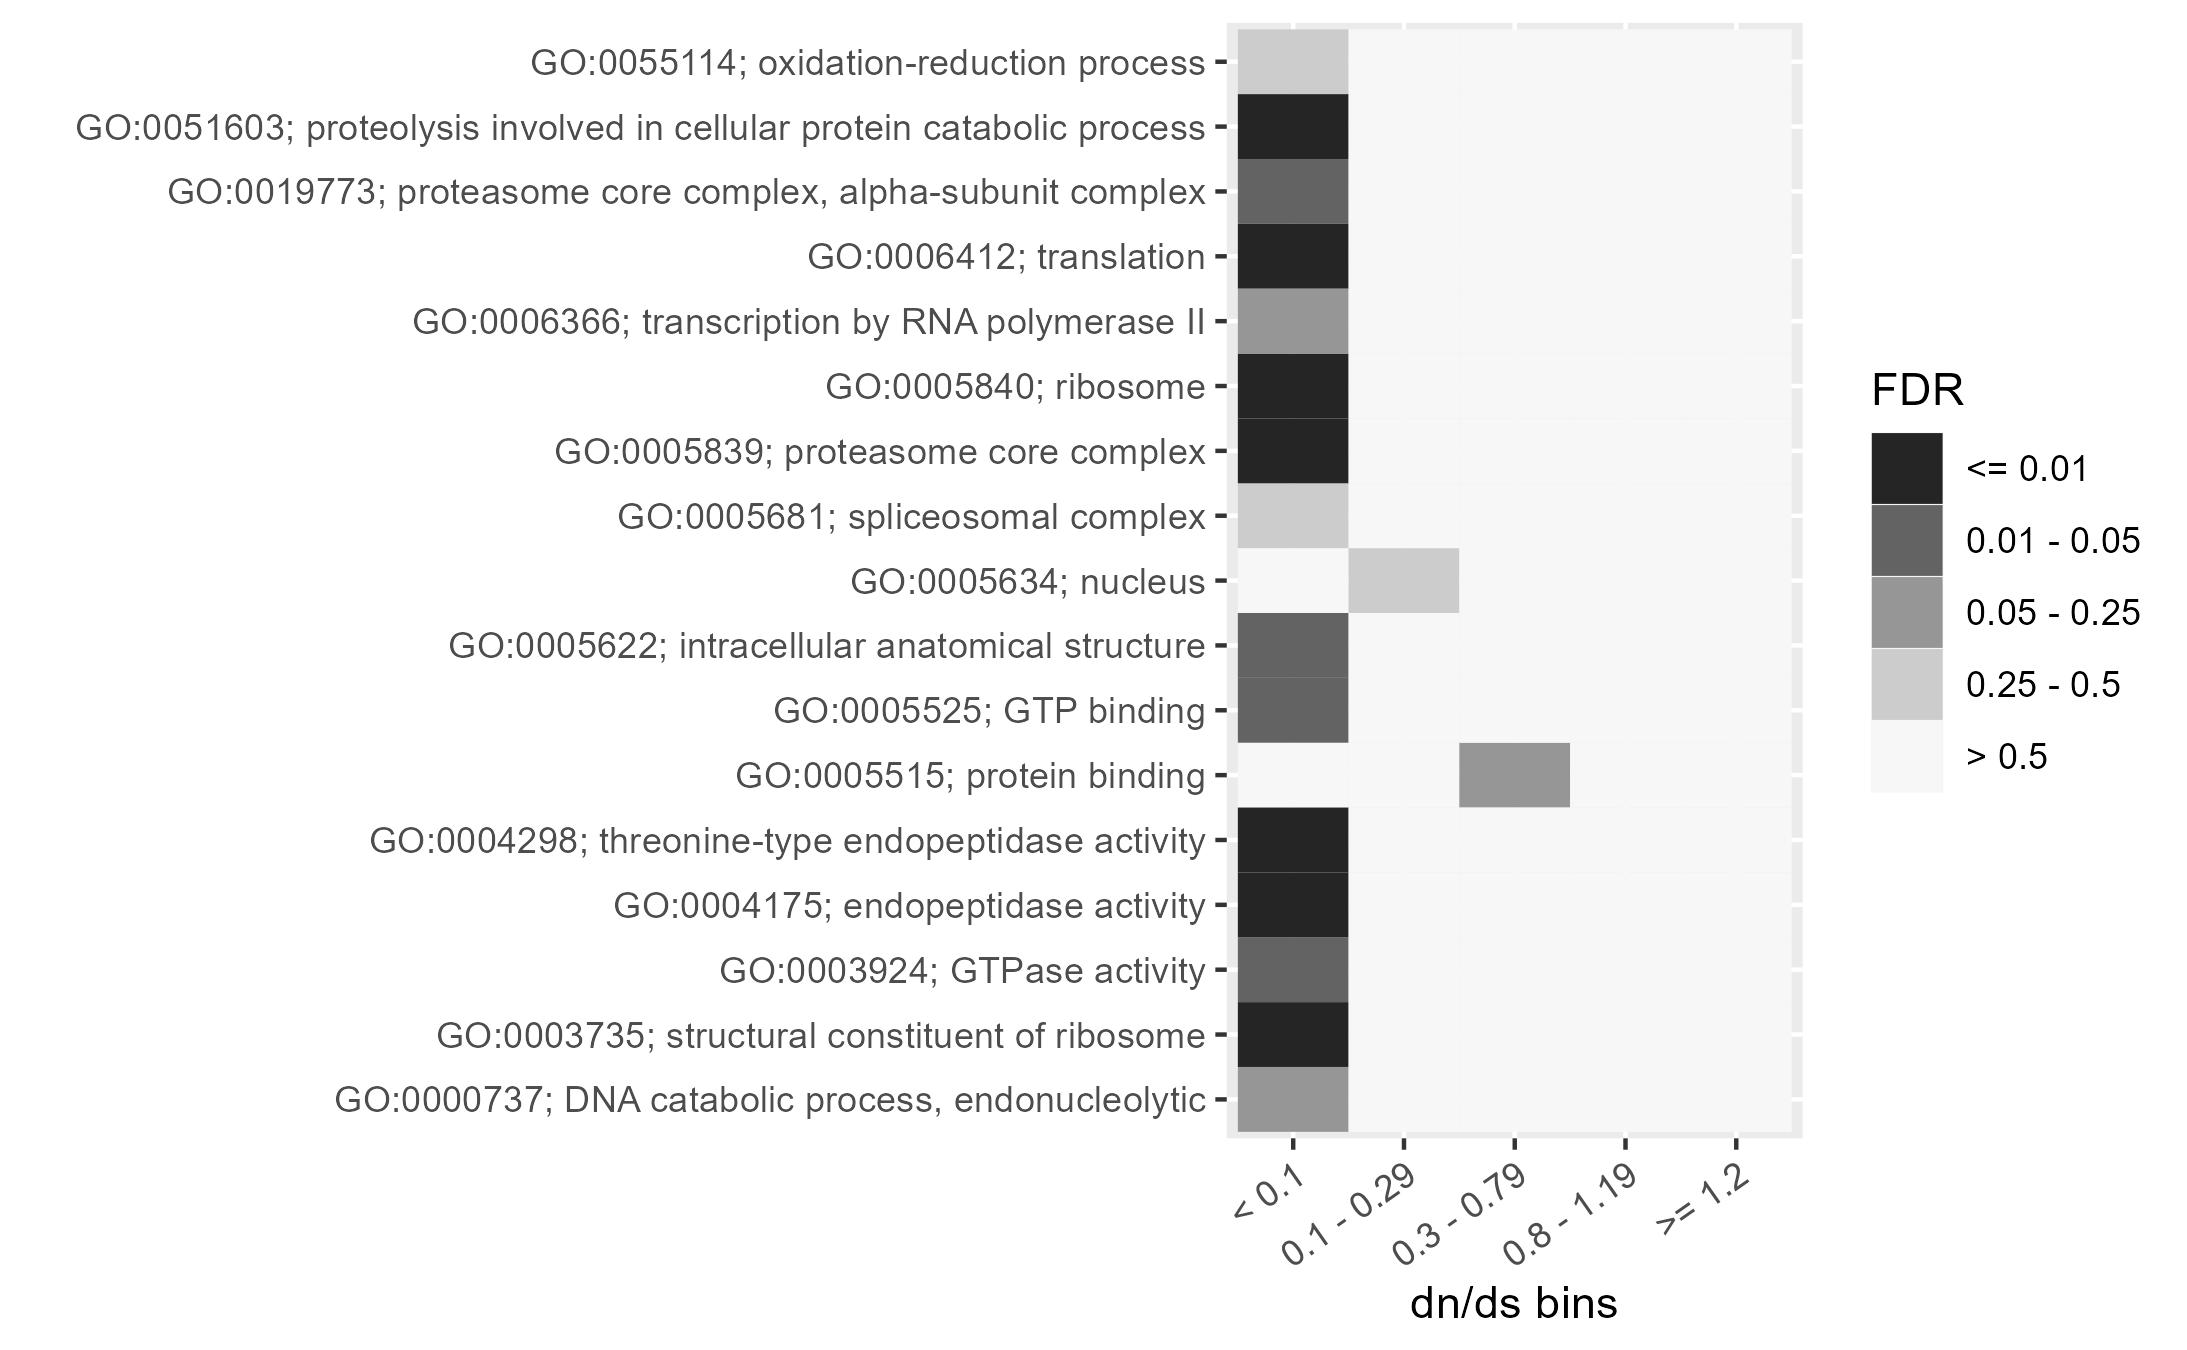 GO:0055114; oxidation-reduction process
GO:0051603; proteolysis involved in cellular protein catabolic process
GO:0019773; proteasome core complex, alpha-subunit complex
GO:0006412; translation
GO:0006366; transcription by RNA polymerase II
GO:0005840; ribosome
GO:0005839; proteasome core complex
GO:0005681; spliceosomal complex
GO:0005634; nucleus
GO:0005622; intracellular anatomical structure
GO:0005525; GTP binding
GO:0005515; protein binding
GO:0004298; threonine-type endopeptidase activity
GO:0004175; endopeptidase activity
GO:0003924; GTPase activity
GO:0003735; structural constituent of ribosome
GO:0000737; DNA catabolic process, endonucleolytic
< 0.1
0.1 - 0.29
0.3 - 0.79
0.8 - 1.19
>= 1.2
dn/ds bins
FDR
<= 0.01
0.01 - 0.05
0.05 - 0.25
0.25 - 0.5
> 0.5